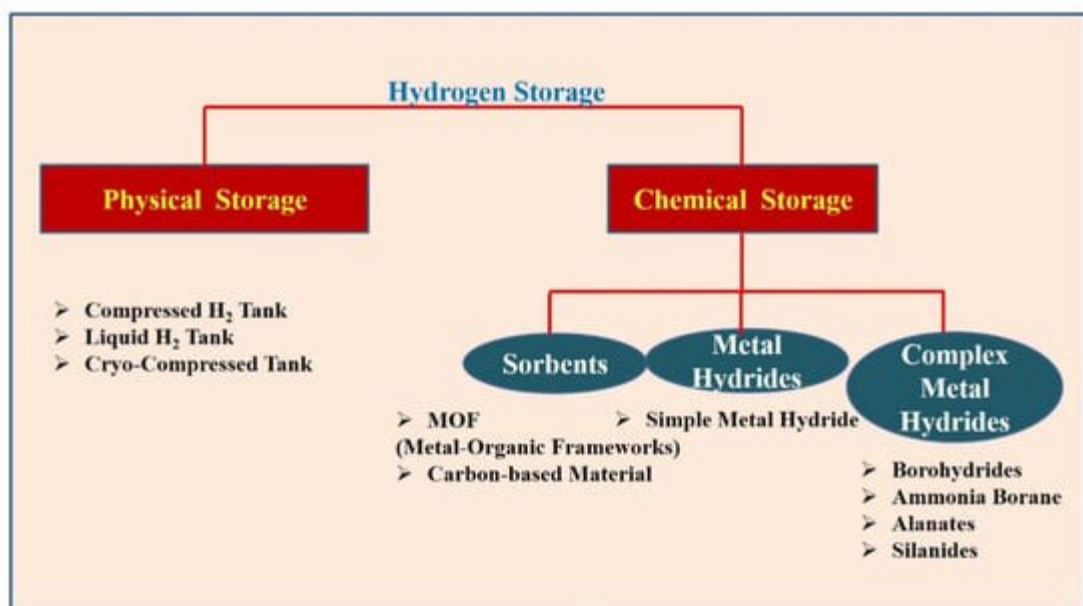 Hydrogen Storage
Physical Storage
Chemical Storage
➢ Compressed H₂ Tank
➢ Liquid H₂ Tank
➢ Cryo-Compressed Tank
Sorbents
➢ MOF
(Metal-Organic Frameworks)
➢ Carbon-based Material
Metal
Hydrides
➢ Simple Metal Hydride
Complex
Metal
Hydrides
➢ Borohydrides
➢ Ammonia Borane
➢ Alanates
➢ Silanides